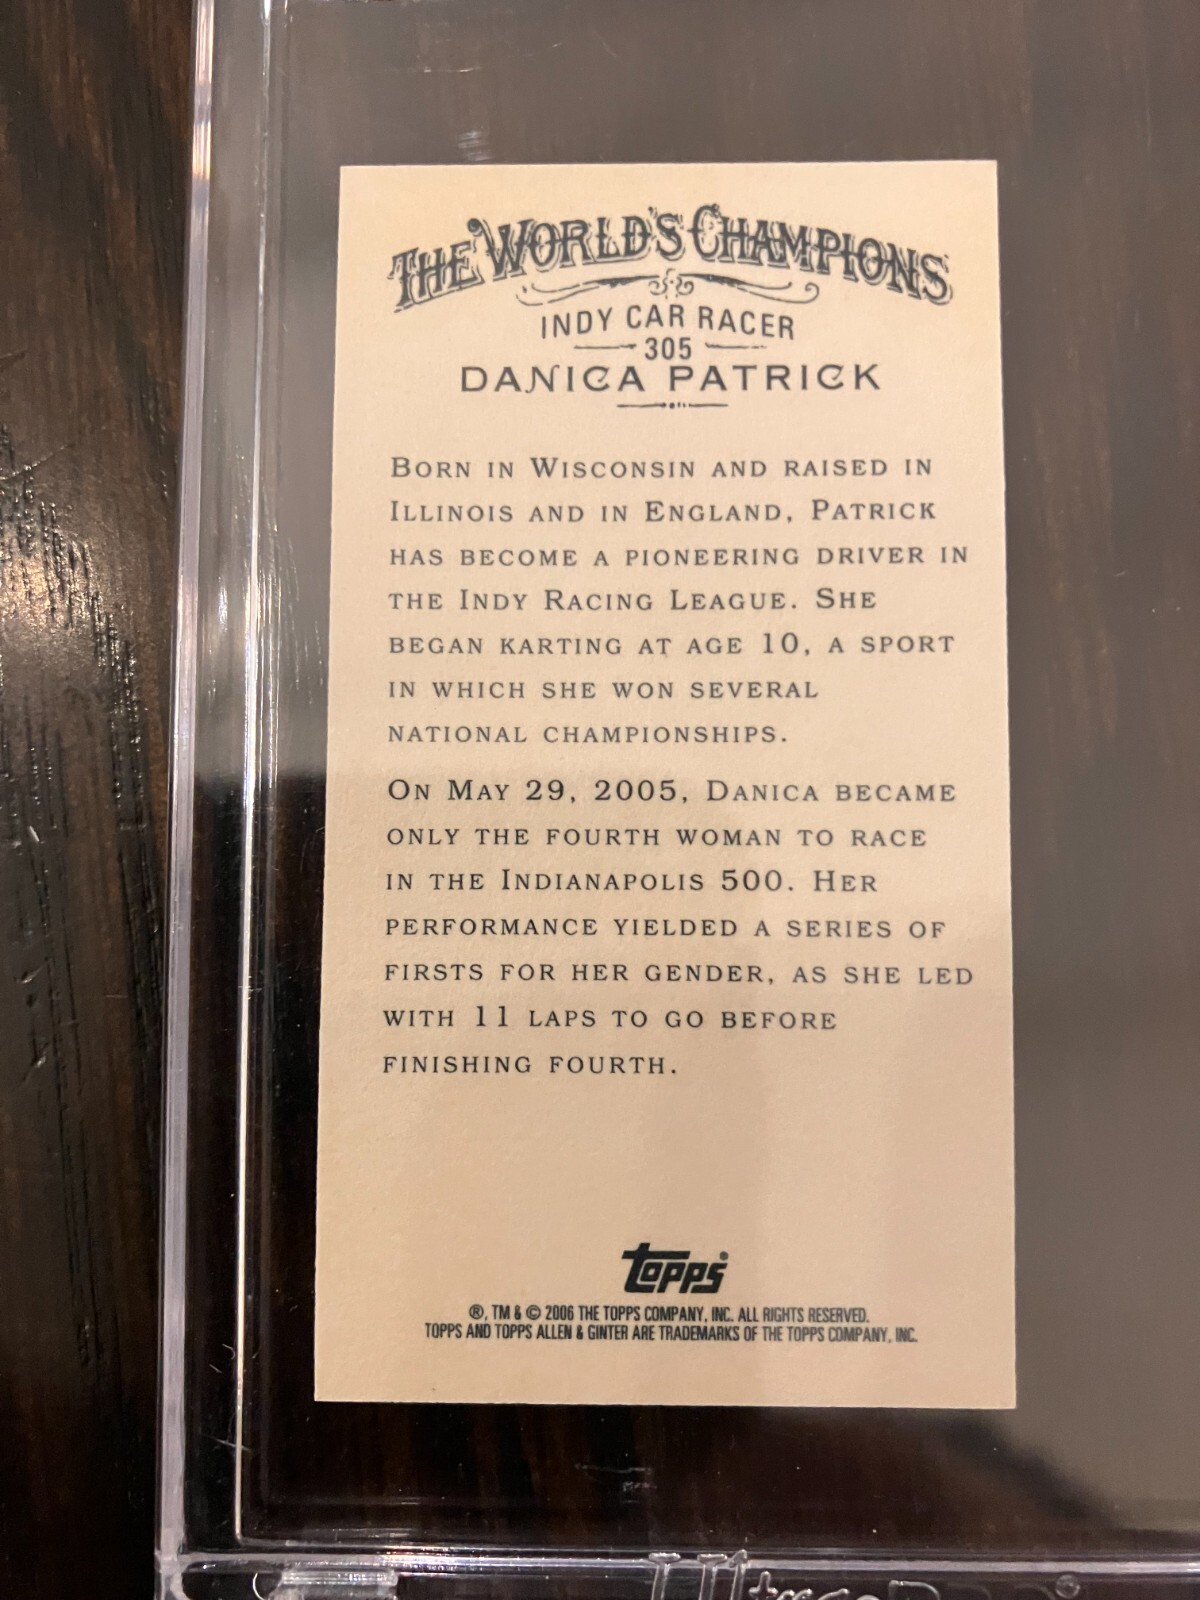 THE WORLD'S CHAMPIONS
INDY CAR RACER
305
DANICA PATRICK
BORN IN WISCONSIN AND RAISED IN
ILLINOIS AND IN ENGLAND, PATRICK
HAS BECOME A PIONEERING DRIVER IN
THE INDY RACING LEAGUE. SHE
BEGAN KARTING AT AGE 10, A SPORT
IN WHICH SHE WON SEVERAL
NATIONAL CHAMPIONSHIPS.
ON MAY 29, 2005, DANICA BECAME
ONLY THE FOURTH WOMAN TO RACE
IN THE INDIANAPOLIS 500. HER
PERFORMANCE YIELDED A SERIES OF
FIRSTS FOR HER GENDER, AS SHE LED
WITH 11 LAPS TO GO BEFORE
FINISHING FOURTH.
topps®
®, TM & © 2006 THE TOPPS COMPANY, INC. ALL RIGHTS RESERVED.
TOPPS AND TOPPS ALLEN & GINTER ARE TRADEMARKS OF THE TOPPS COMPANY, INC.